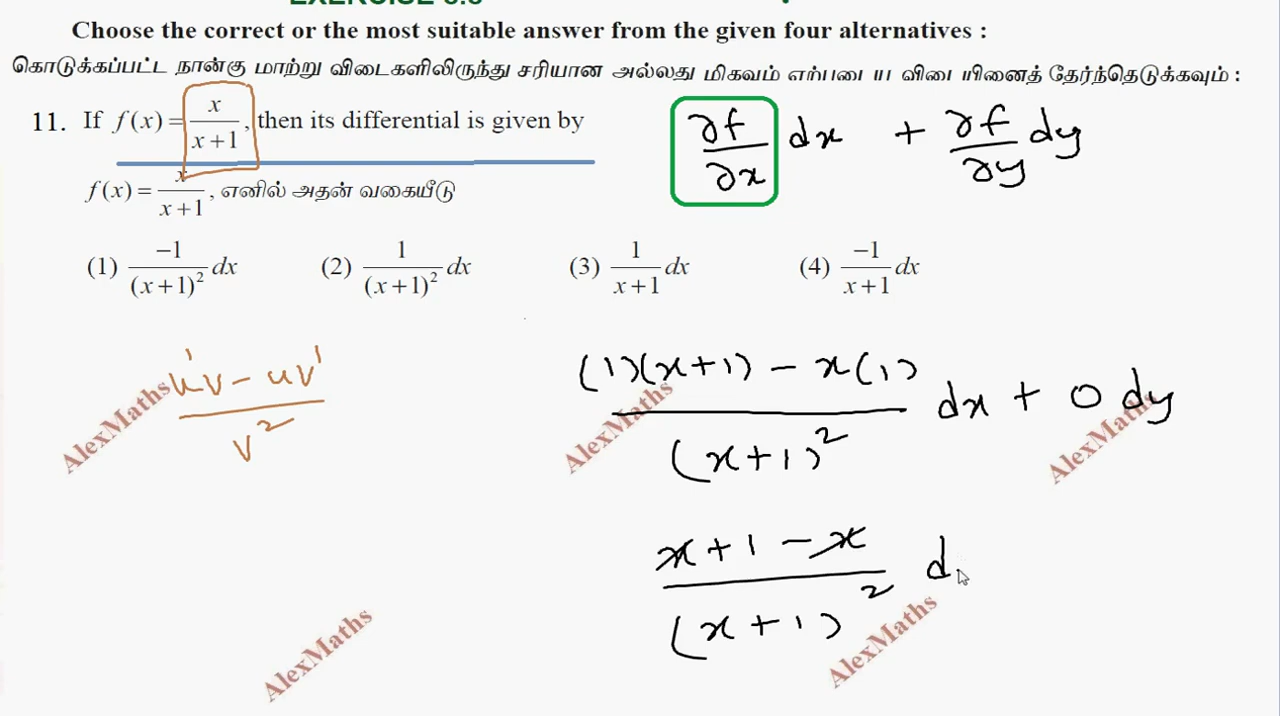 Choose the correct or the most suitable answer from the given four alternatives :
கொடுக்கப்பட்ட நான்கு மாற்று விடைகளிலிருந்து சரியான அல்லது மிகவும் ஏற்புடைய விடையினைத் தேர்ந்தெடுக்கவும் :
11. If f(x) = x/(x+1), then its differential is given by
∂f/∂x dx + ∂f/∂y dy
f(x) = x/(x+1), எனில் அதன் வகையீடு
(1) -1/(x+1)² dx (2) 1/(x+1)² dx (3) 1/(x+1) dx (4) -1/(x+1) dx
(u'v - uv')/v²
((1)(x+1) - x(1))/(x+1)² dx + 0 dy
(x+1-x)/(x+1)² d
AlexMaths
AlexMaths
AlexMaths
AlexMaths
AlexMaths